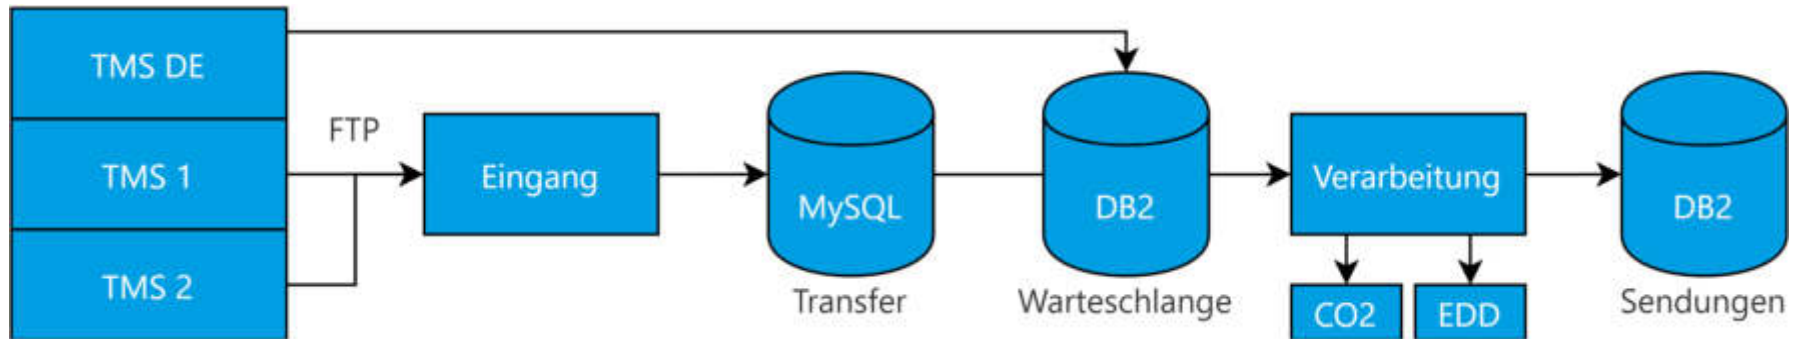 TMS DE
TMS 1
TMS 2
FTP
Eingang
MySQL
Transfer
DB2
Warteschlange
Verarbeitung
CO2
EDD
DB2
Sendungen